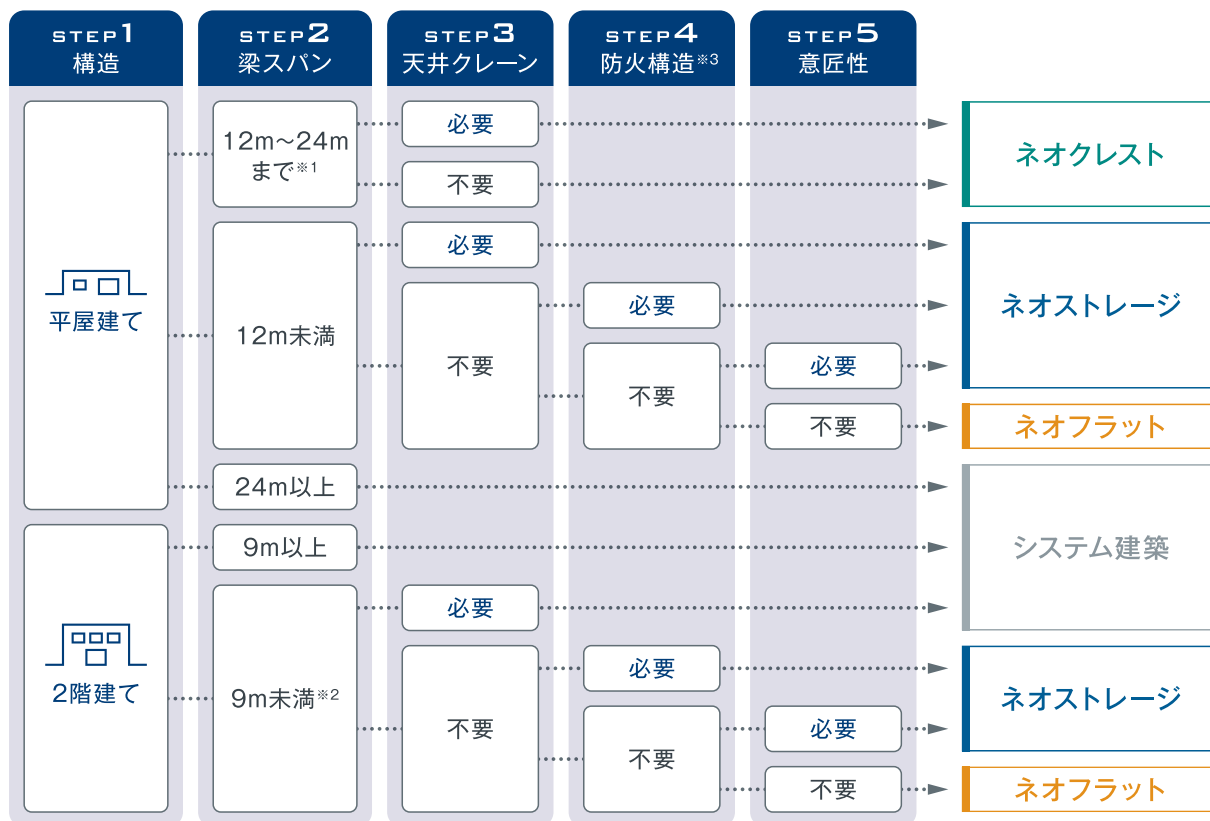 STEP1
構造
STEP2
梁スパン
STEP3
天井クレーン
STEP4
防火構造※3
STEP5
意匠性
平屋建て
12m〜24m
まで※1
必要
不要
ネオクレスト
12m未満
必要
不要
必要
不要
必要
ネオストレージ
不要
ネオフラット
24m以上
システム建築
2階建て
9m以上
9m未満※2
必要
不要
必要
不要
必要
ネオストレージ
不要
ネオフラット